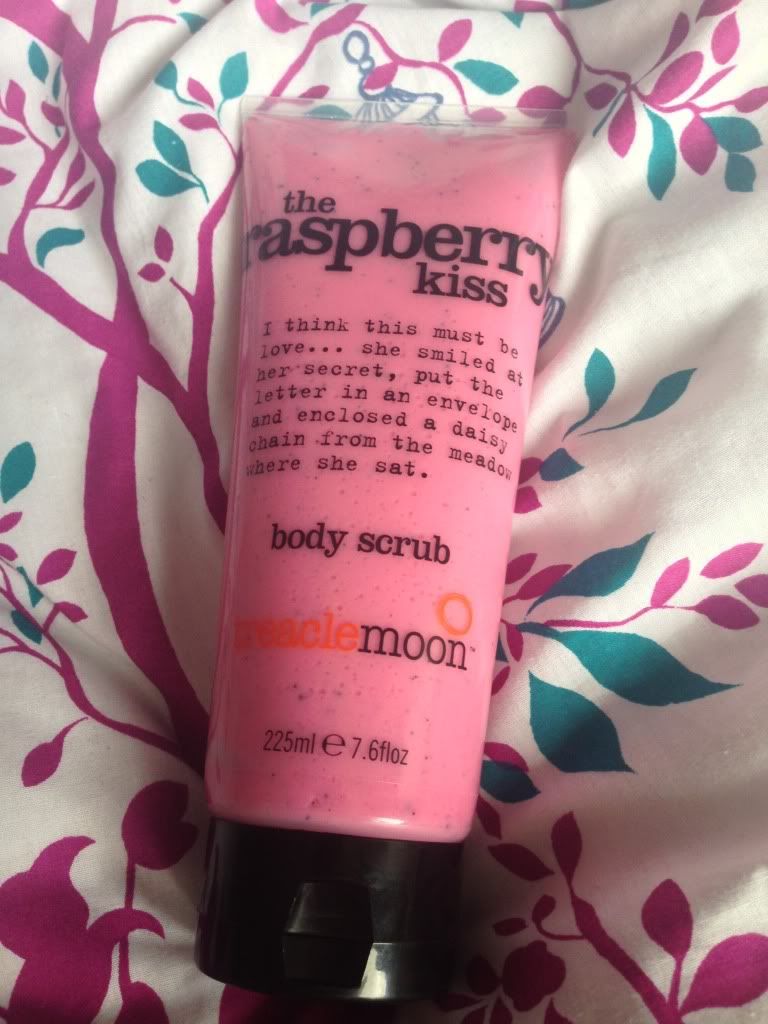 the
raspberry
kiss
I think this must be
love... she smiled at
her secret, put the
letter in an envelope
and enclosed a daisy
chain from the meadow
where she sat.
body scrub
treaclemoon™
225ml e 7.6floz